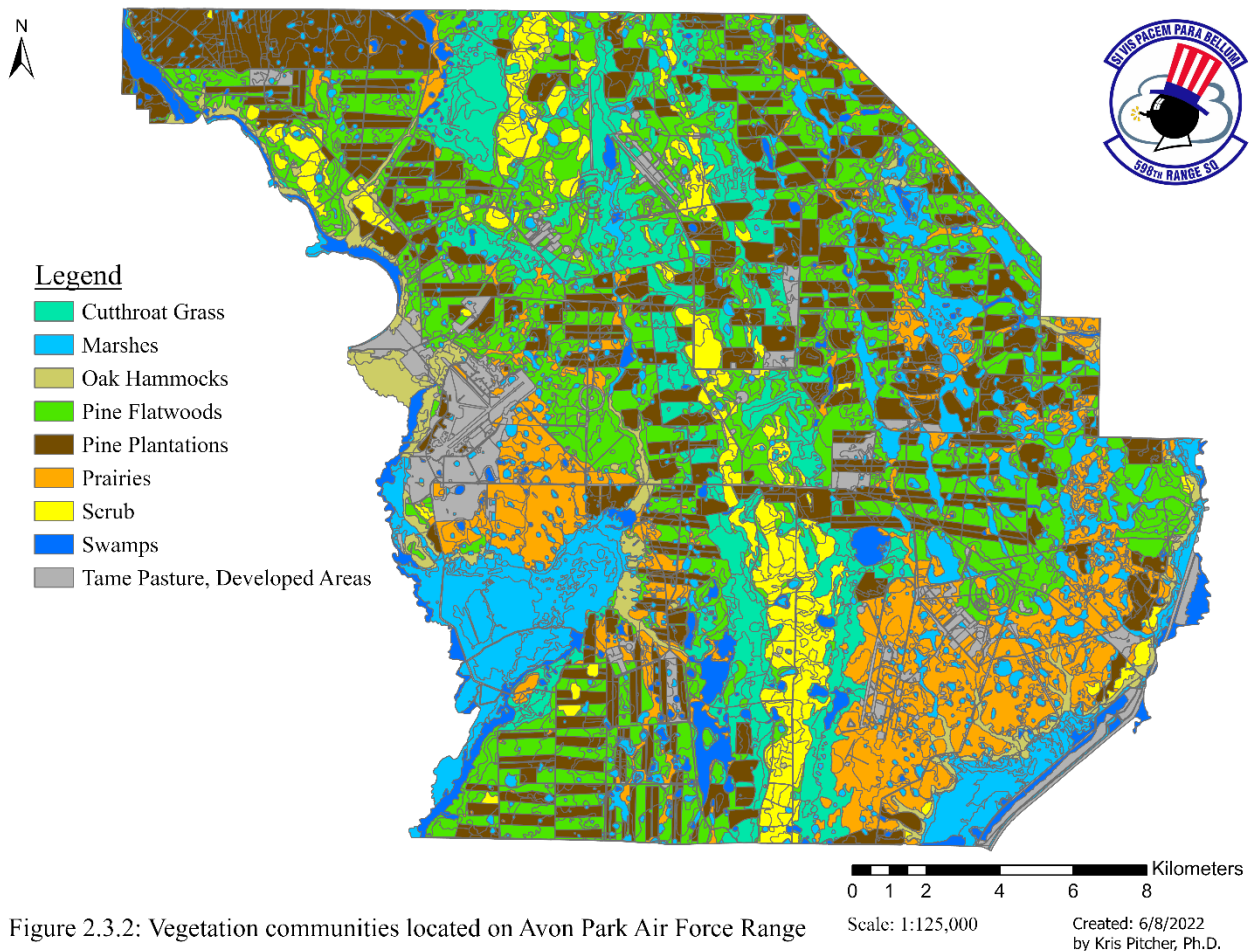 N
SI VIS PACEM PARA BELLUM
598TH RANGE SQ
Legend
Cutthroat Grass
Marshes
Oak Hammocks
Pine Flatwoods
Pine Plantations
Prairies
Scrub
Swamps
Tame Pasture, Developed Areas
Kilometers
0 1 2 4 6 8
Figure 2.3.2: Vegetation communities located on Avon Park Air Force Range
Scale: 1:125,000
Created: 6/8/2022
by Kris Pitcher, Ph.D.